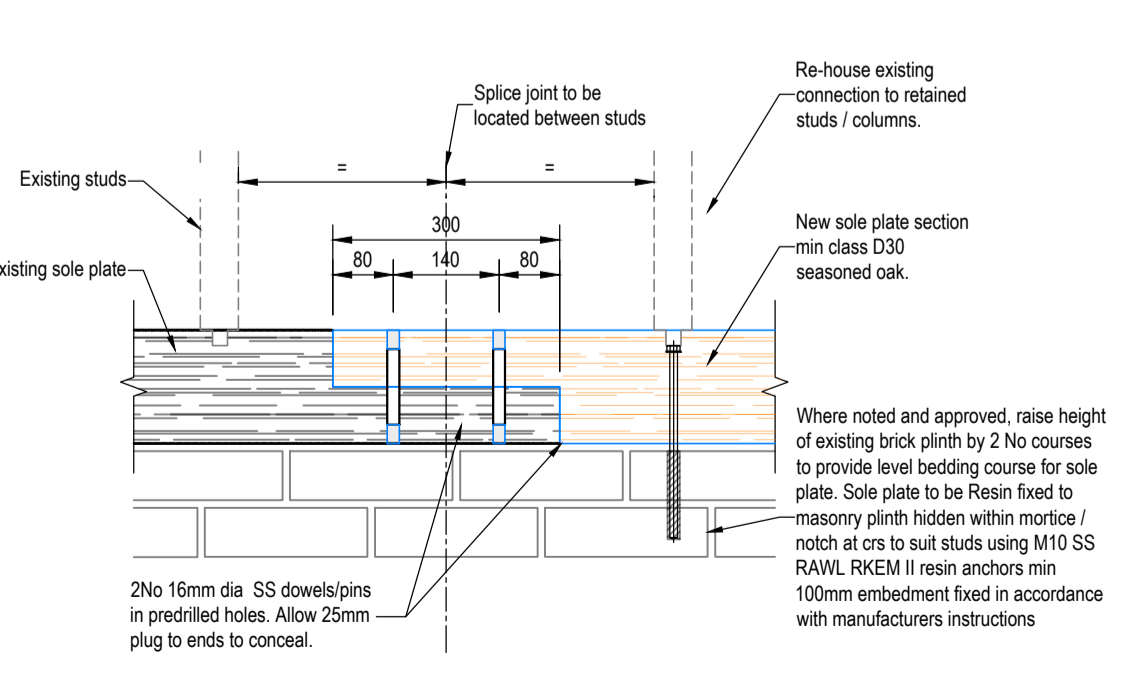 Re-house existing
connection to retained
studs / columns.
Splice joint to be
located between studs
=
=
Existing studs
300
New sole plate section
min class D30
seasoned oak.
80
140
80
xisting sole plate
Where noted and approved, raise height
of existing brick plinth by 2 No courses
to provide level bedding course for sole
plate. Sole plate to be Resin fixed to
masonry plinth hidden within mortice /
notch at crs to suit studs using M10 SS
RAWL RKEM II resin anchors min
100mm embedment fixed in accordance
with manufacturers instructions
2No 16mm dia  SS dowels/pins
in predrilled holes. Allow 25mm
plug to ends to conceal.